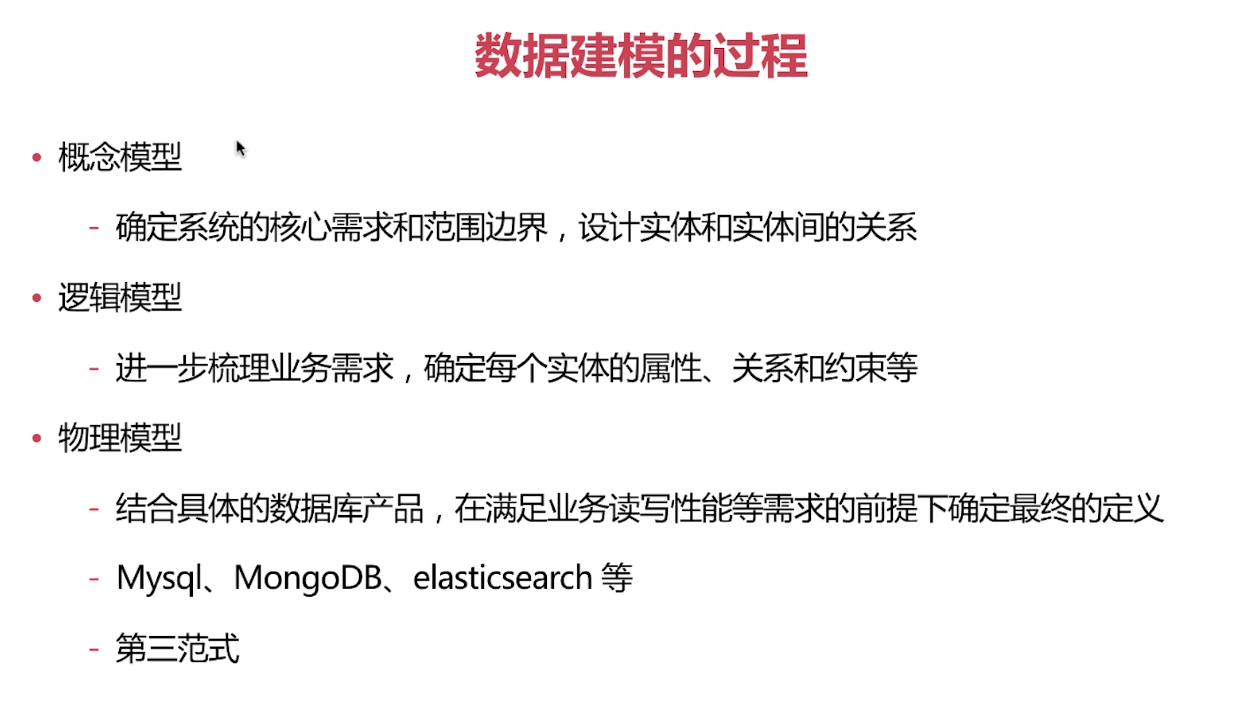 数据建模的过程
• 概念模型
- 确定系统的核心需求和范围边界，设计实体和实体间的关系
• 逻辑模型
- 进一步梳理业务需求，确定每个实体的属性、关系和约束等
• 物理模型
- 结合具体的数据库产品，在满足业务读写性能等需求的前提下确定最终的定义
- Mysql、MongoDB、elasticsearch 等
- 第三范式